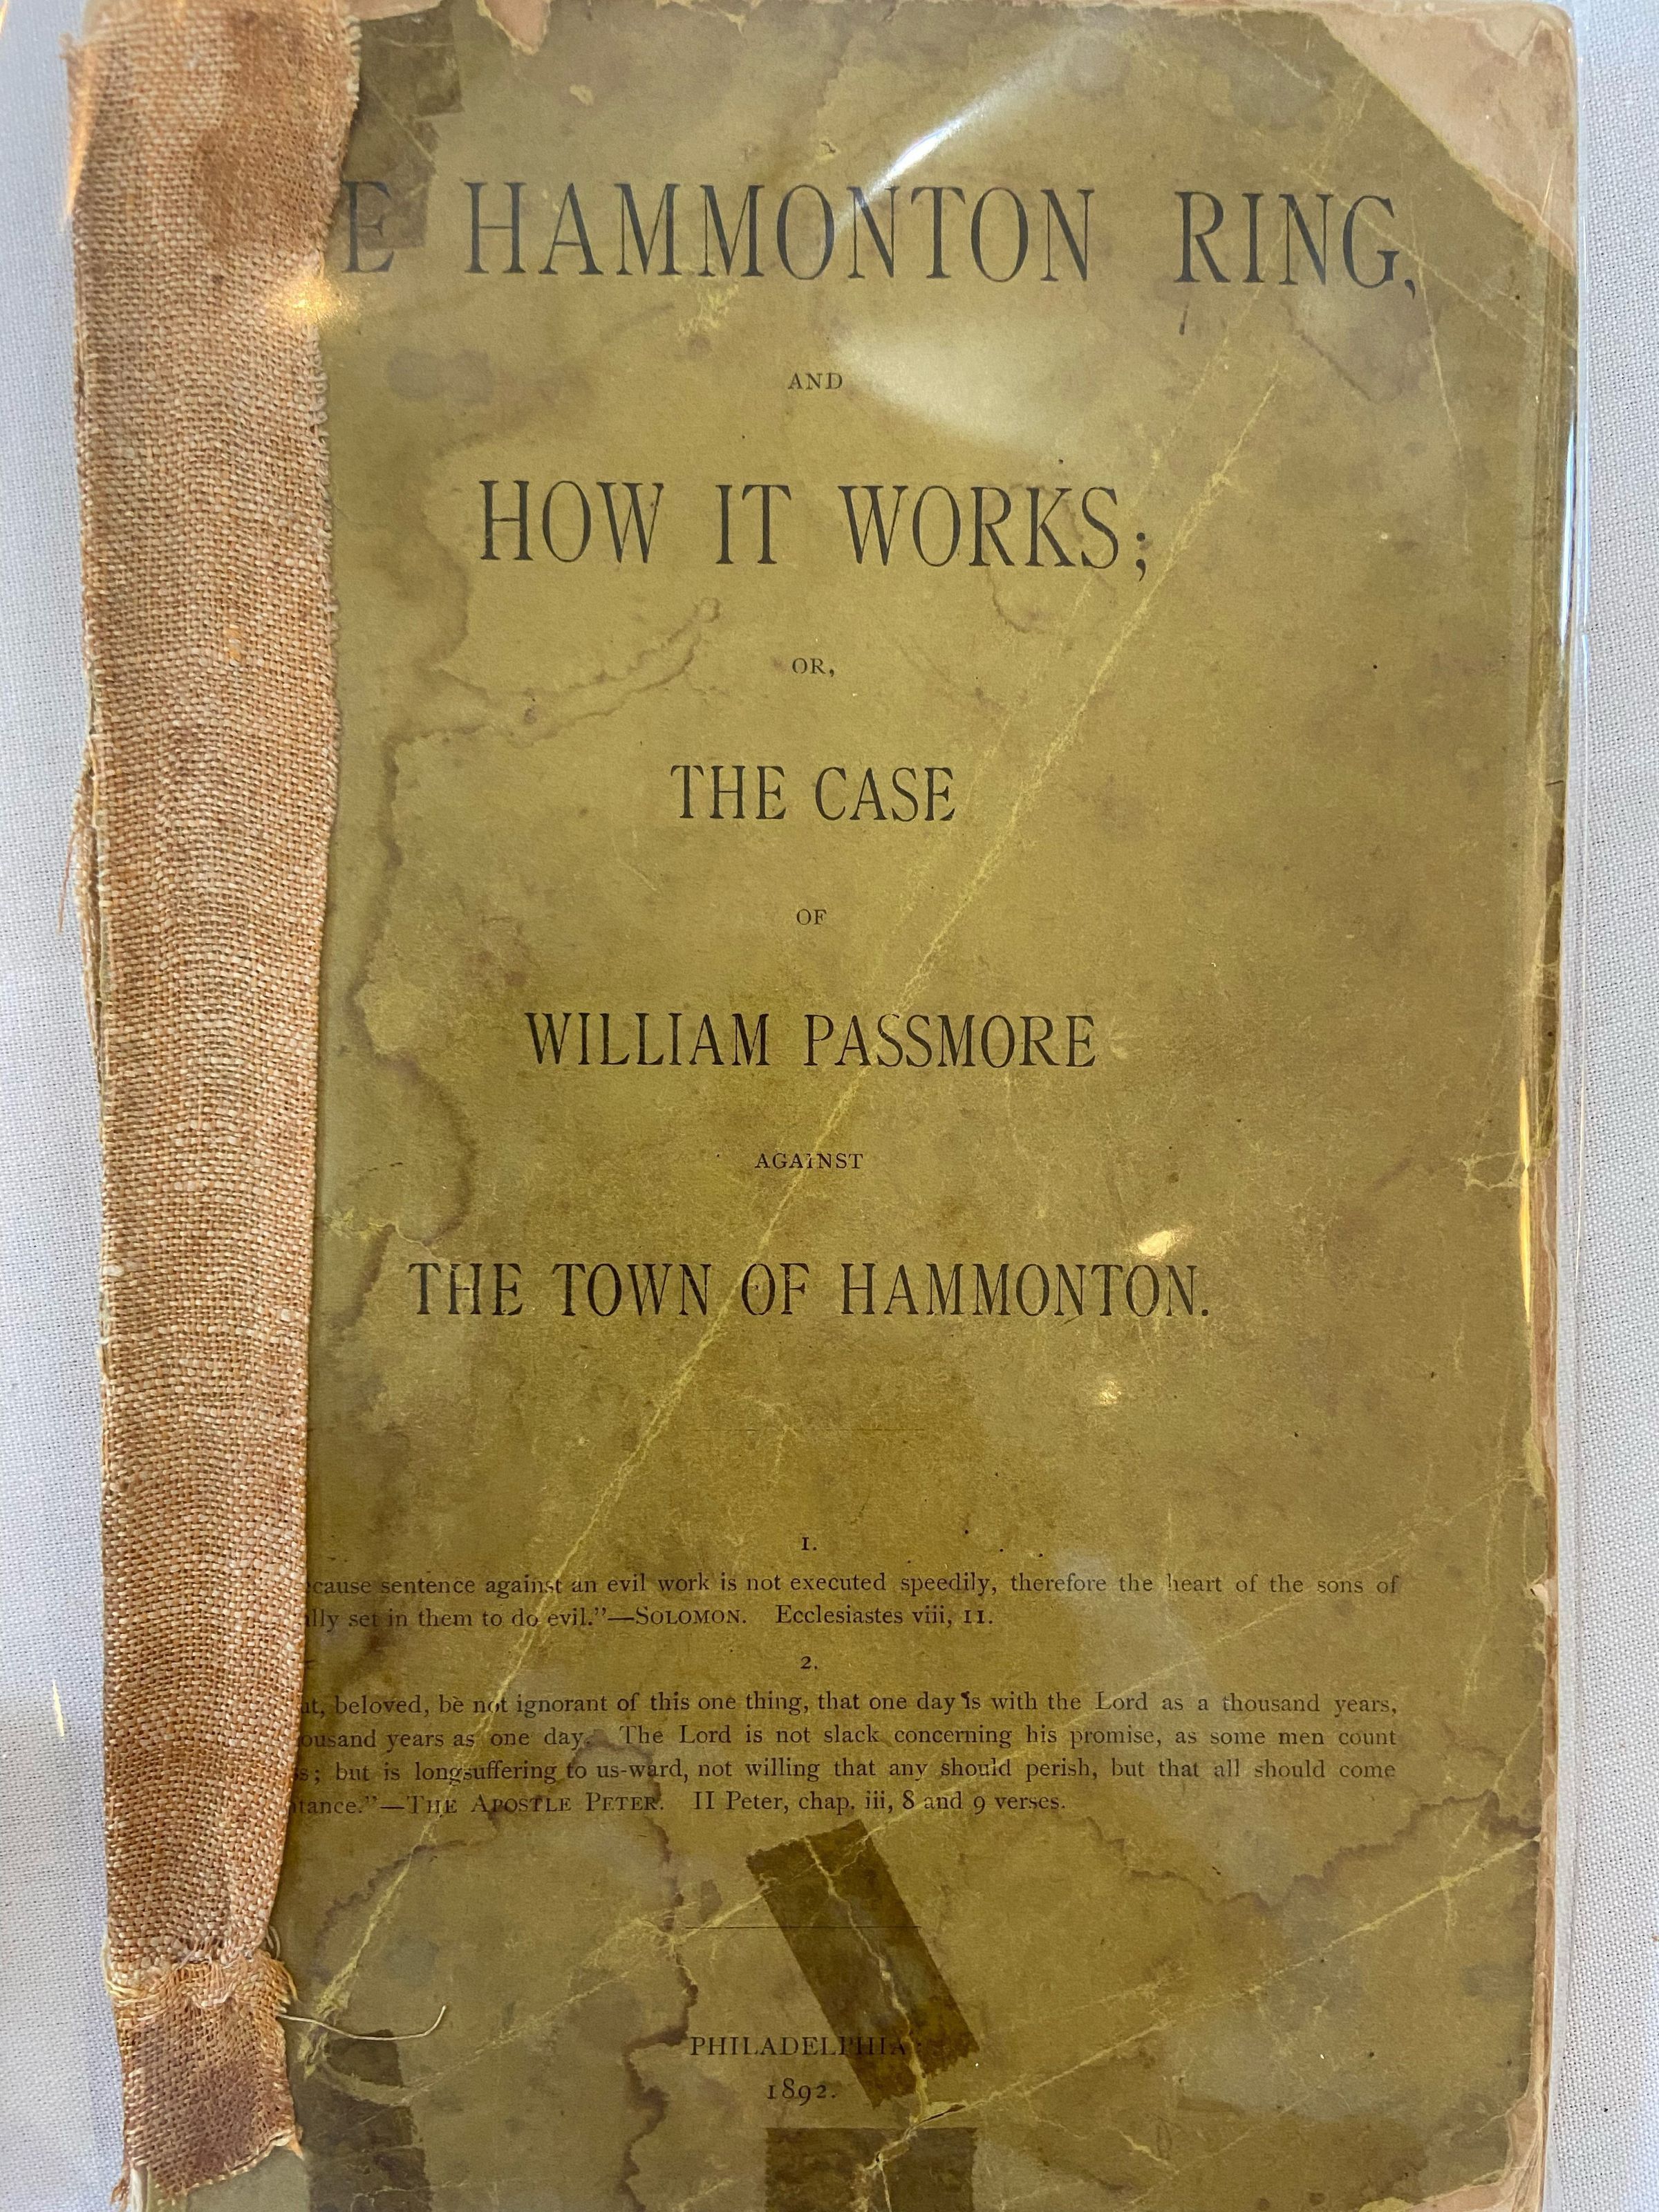 E HAMMONTON RING,
AND
HOW IT WORKS;
OR,
THE CASE
OF
WILLIAM PASSMORE
AGAINST
THE TOWN OF HAMMONTON.
1.
cause sentence against an evil work is not executed speedily, therefore the heart of the sons of
lly set in them to do evil."—SOLOMON. Ecclesiastes viii, 11.
2.
ut, beloved, be not ignorant of this one thing, that one day is with the Lord as a thousand years,
ousand years as one day. The Lord is not slack concerning his promise, as some men count
s; but is longsuffering to us-ward, not willing that any should perish, but that all should come
tance."—THE APOSTLE PETER. II Peter, chap. iii, 8 and 9 verses.
PHILADELPHIA:
1892.